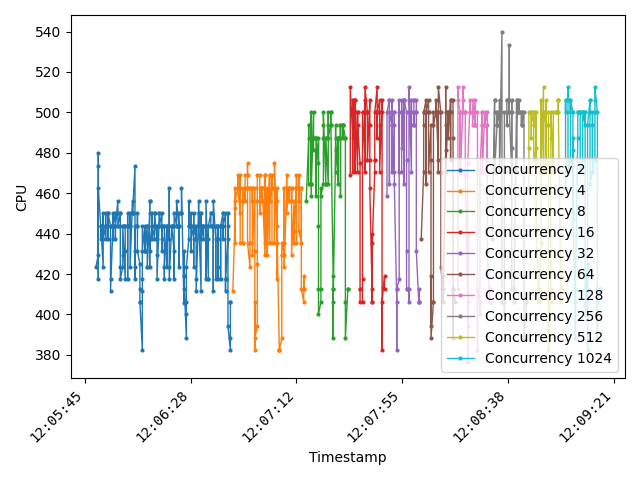 540
520
500
480
460
440
420
400
380
CPU
12:05:45
12:06:28
12:07:12
12:07:55
12:08:38
12:09:21
Timestamp
Concurrency 2
Concurrency 4
Concurrency 8
Concurrency 16
Concurrency 32
Concurrency 64
Concurrency 128
Concurrency 256
Concurrency 512
Concurrency 1024